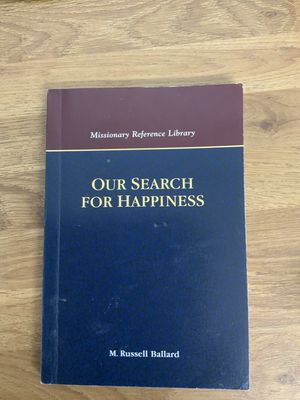 Missionary Reference Library
OUR SEARCH
FOR HAPPINESS
M. Russell Ballard